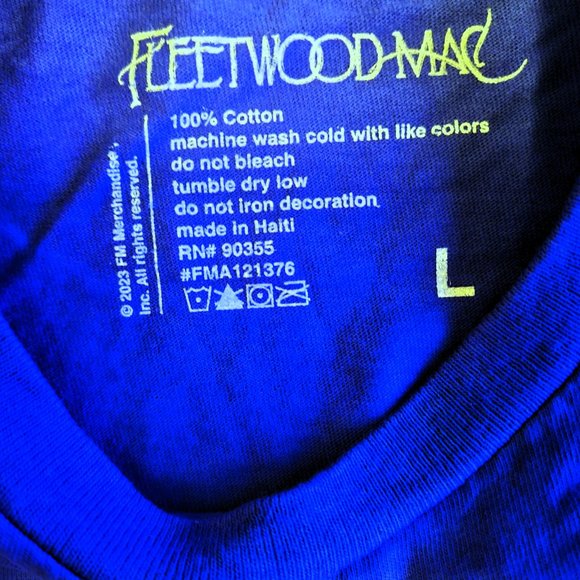 FLEETWOOD MAC
100% Cotton
machine wash cold with like colors
do not bleach
tumble dry low
do not iron decoration
made in Haiti
RN# 90355
#FMA121376
L
© 2023 FM Merchandise,
Inc. All rights reserved.